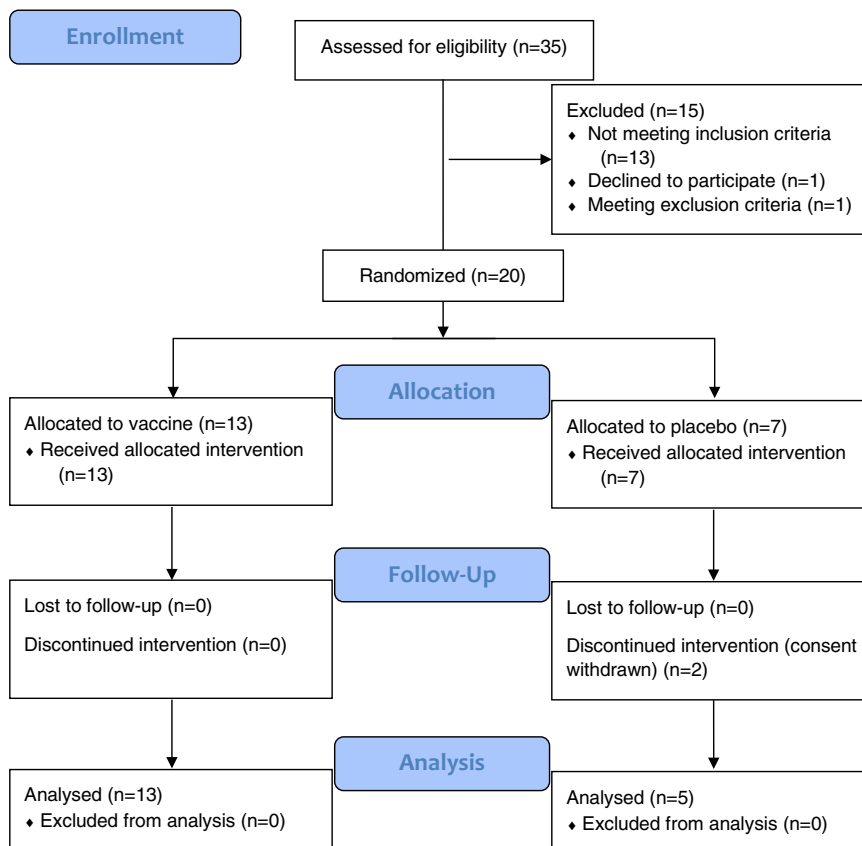 Enrollment
Assessed for eligibility (n=35)
Excluded (n=15)
♦ Not meeting inclusion criteria
(n=13)
♦ Declined to participate (n=1)
♦ Meeting exclusion criteria (n=1)
Randomized (n=20)
Allocation
Allocated to vaccine (n=13)
♦ Received allocated intervention
(n=13)
Allocated to placebo (n=7)
♦ Received allocated intervention
(n=7)
Follow-Up
Lost to follow-up (n=0)
Discontinued intervention (n=0)
Lost to follow-up (n=0)
Discontinued intervention (consent
withdrawn) (n=2)
Analysis
Analysed (n=13)
♦ Excluded from analysis (n=0)
Analysed (n=5)
♦ Excluded from analysis (n=0)